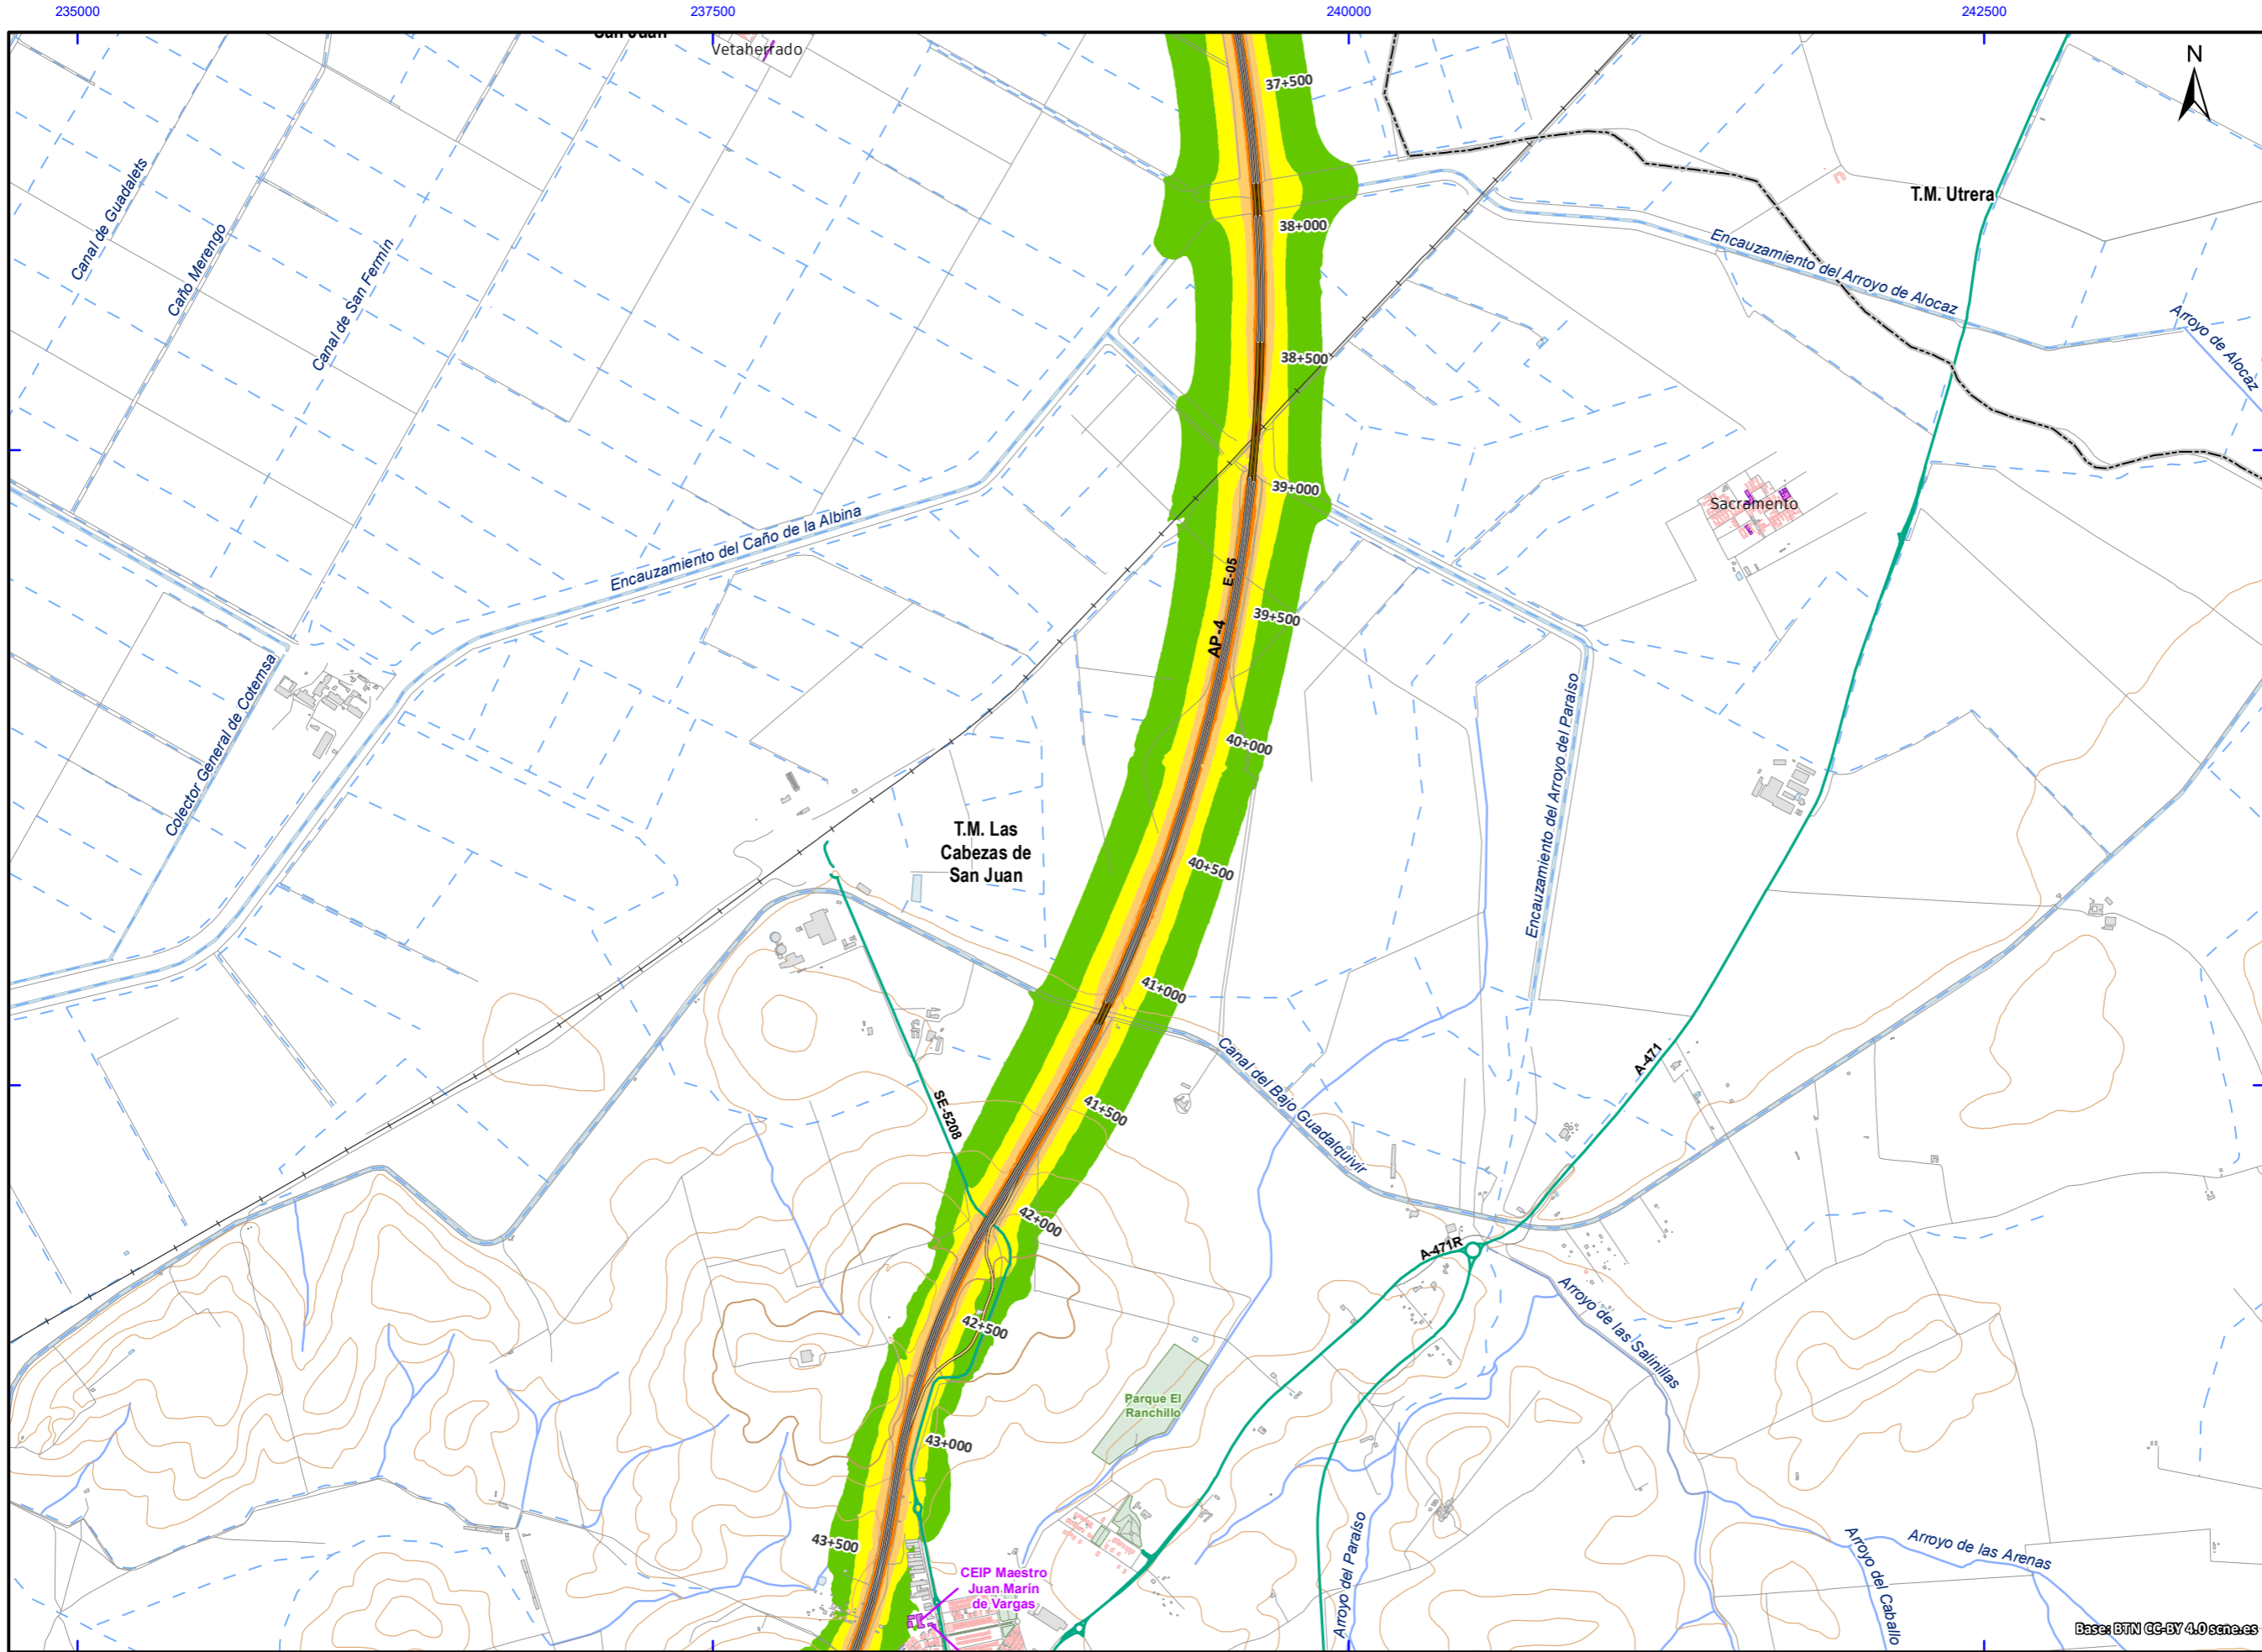 235000
237500
240000
242500
San Juan
Vetaherrado
N
37+500
T.M. Utrera
38+000
Canal de Guadalets
Caño Merengo
Canal de San Fermín
Encauzamiento del Arroyo de Alocaz
Arroyo de Alocaz
38+500
39+000
Sacramento
Encauzamiento del Caño de la Albina
E-05
AP-4
39+500
Colector General de Cotemsa
40+000
Encauzamiento del Arroyo del Paraíso
T.M. Las
Cabezas de
San Juan
40+500
41+000
Canal del Bajo Guadalquivir
A-471
SE-5208
41+500
42+000
A-471R
Arroyo de las Salinillas
42+500
Parque El
Ranchillo
43+000
43+500
CEIP Maestro
Juan Marín
de Vargas
Arroyo del Paraíso
Arroyo del Caballo
Arroyo de las Arenas
Base: BTN CC-BY 4.0 scne.es